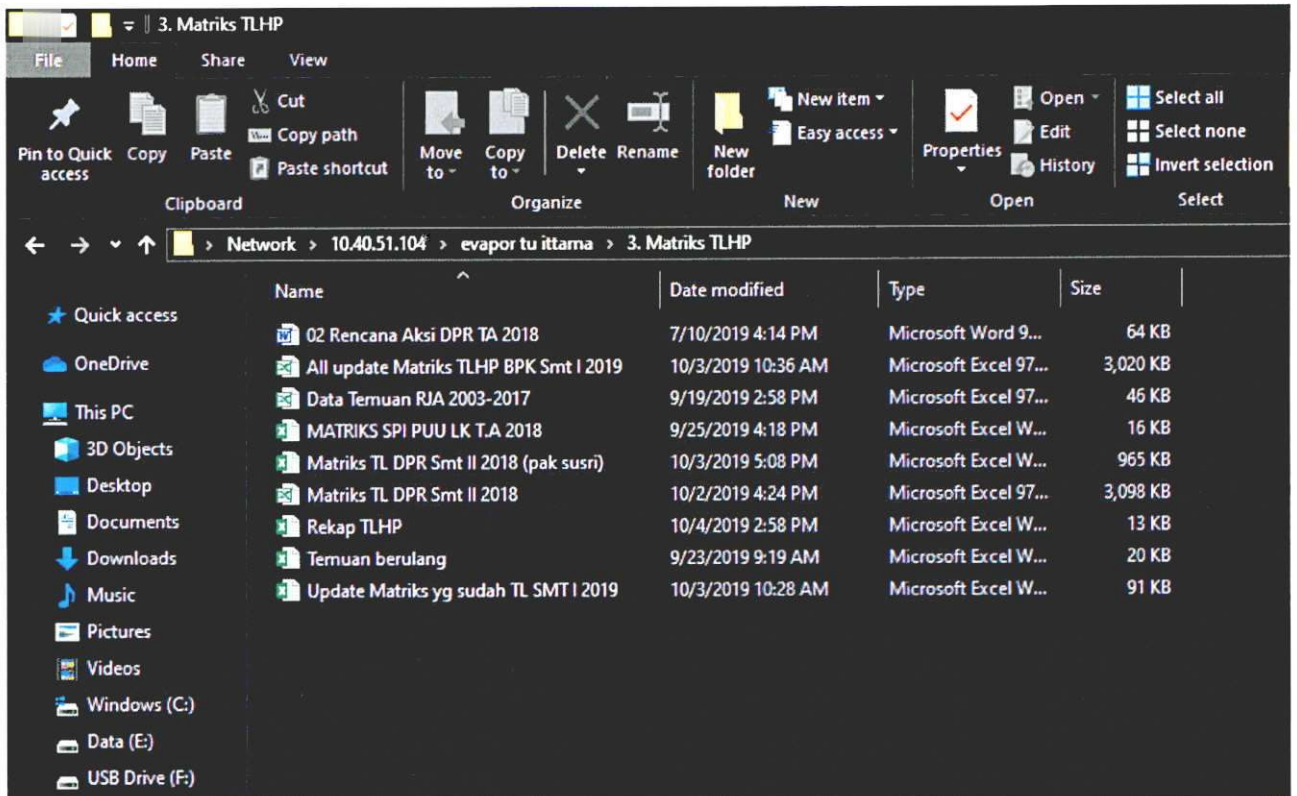 3. Matriks TLHP
File Home Share View
Pin to Quick access
Copy
Paste
Cut
Copy path
Paste shortcut
Clipboard
Move to
Copy to
Delete
Rename
Organize
New folder
New item
Easy access
New
Properties
Open
Edit
History
Open
Select all
Select none
Invert selection
Select
Network > 10.40.51.104 > evapor tu ittama > 3. Matriks TLHP
Quick access
OneDrive
This PC
3D Objects
Desktop
Documents
Downloads
Music
Pictures
Videos
Windows (C:)
Data (E:)
USB Drive (F:)
Name Date modified Type Size
02 Rencana Aksi DPR TA 2018 7/10/2019 4:14 PM Microsoft Word 9... 64 KB
All update Matriks TLHP BPK Smt I 2019 10/3/2019 10:36 AM Microsoft Excel 97... 3,020 KB
Data Temuan RJA 2003-2017 9/19/2019 2:58 PM Microsoft Excel 97... 46 KB
MATRIKS SPI PUU LK T.A 2018 9/25/2019 4:18 PM Microsoft Excel W... 16 KB
Matriks TL DPR Smt II 2018 (pak susri) 10/3/2019 5:08 PM Microsoft Excel W... 965 KB
Matriks TL DPR Smt II 2018 10/2/2019 4:24 PM Microsoft Excel 97... 3,098 KB
Rekap TLHP 10/4/2019 2:58 PM Microsoft Excel W... 13 KB
Temuan berulang 9/23/2019 9:19 AM Microsoft Excel W... 20 KB
Update Matriks yg sudah TL SMT I 2019 10/3/2019 10:28 AM Microsoft Excel W... 91 KB